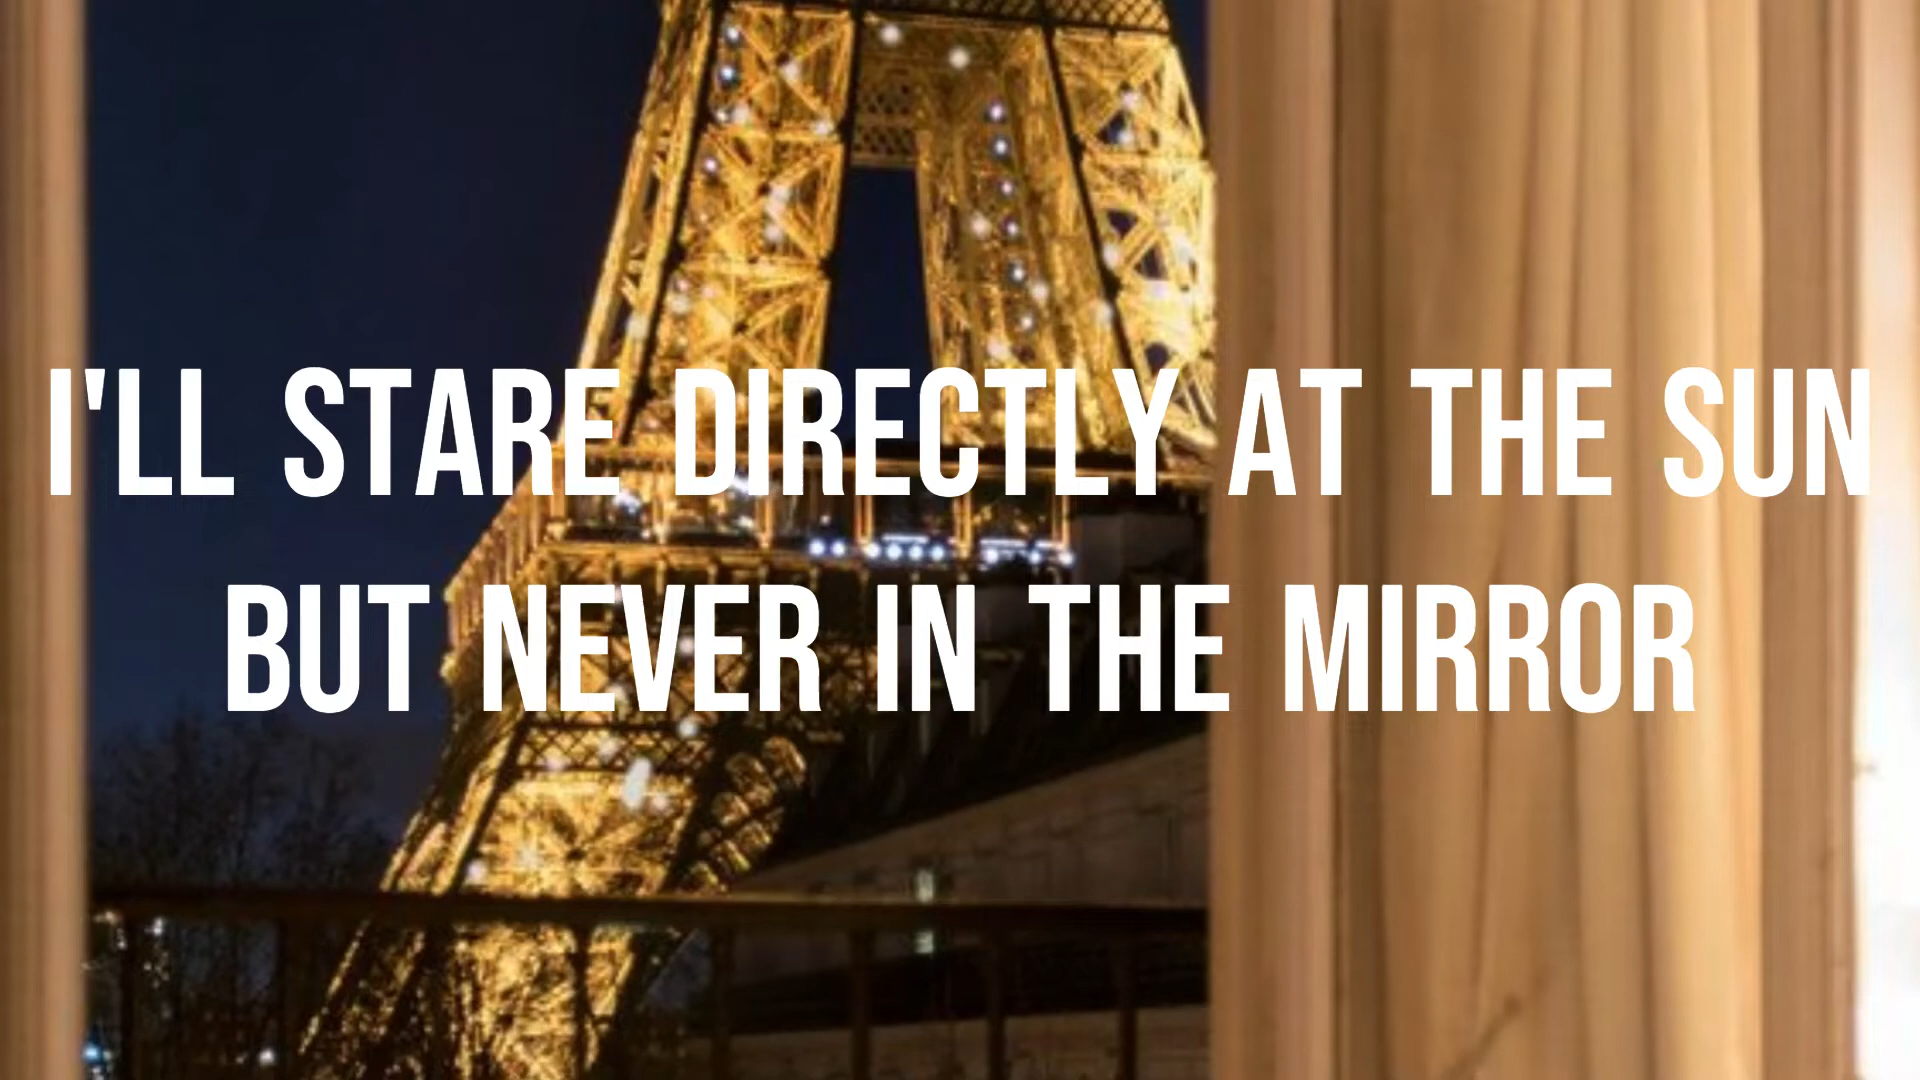 I'LL STARE DIRECTLY AT THE SUN
BUT NEVER IN THE MIRROR